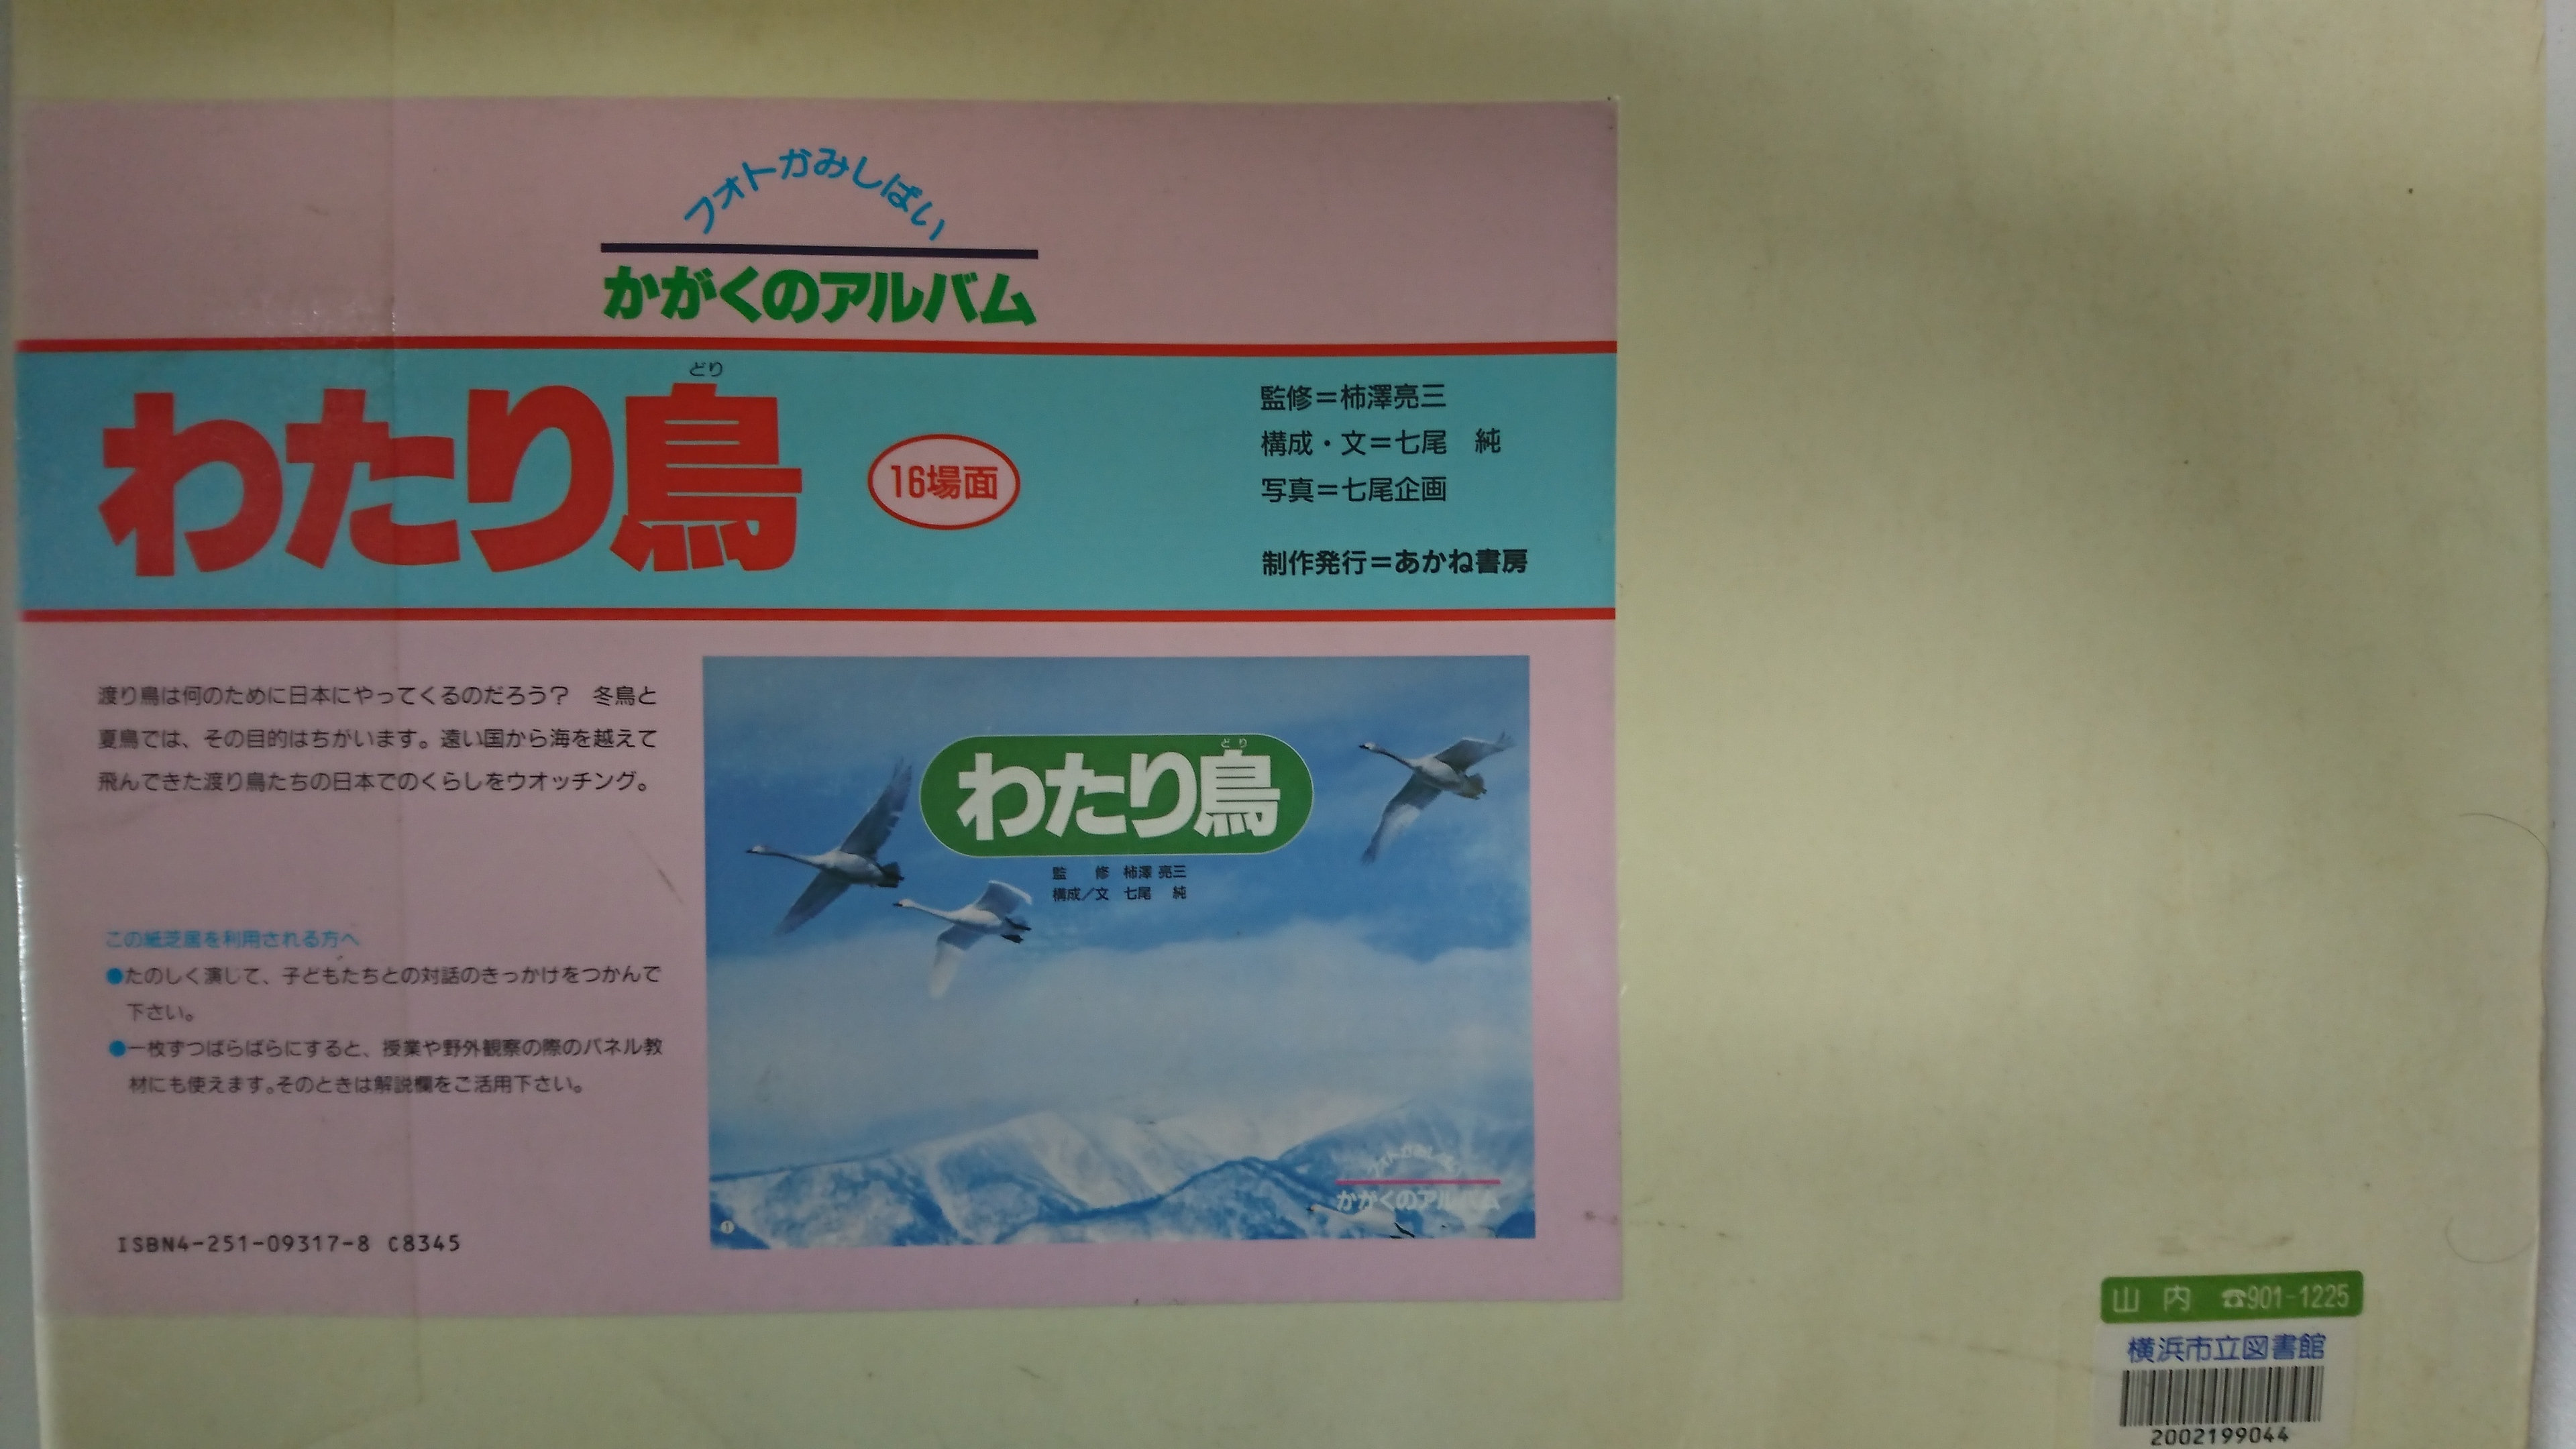 フォトかみしばい
かがくのアルバム
どり
わたり鳥
16場面
監修＝柿澤亮三
構成・文＝七尾　純
写真＝七尾企画
制作発行＝あかね書房
渡り鳥は何のために日本にやってくるのだろう？　冬鳥と
夏鳥では、その目的はちがいます。遠い国から海を越えて
飛んできた渡り鳥たちの日本でのくらしをウオッチング。
この紙芝居を利用される方へ
●たのしく演じて、子どもたちとの対話のきっかけをつかんで
下さい。
●一枚ずつばらばらにすると、授業や野外観察の際のパネル教
材にも使えます。そのときは解説欄をご活用下さい。
ISBN4-251-09317-8 C8345
どり
わたり鳥
監　修　柿澤 亮三
構成／文　七尾　純
フォトかみしばい
かがくのアルバム
1
山内 ☎901-1225
横浜市立図書館
2002199044